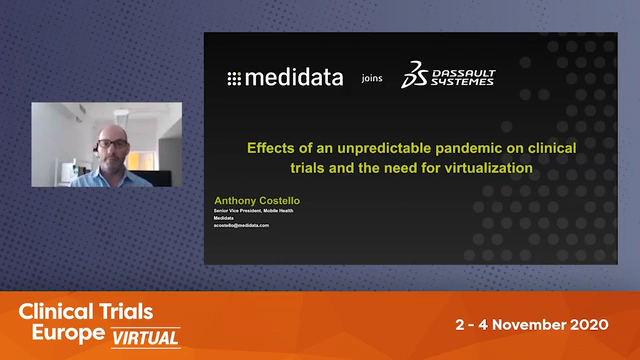 medidata
joins
DASSAULT
SYSTEMES
Effects of an unpredictable pandemic on clinical
trials and the need for virtualization
Anthony Costello
Senior Vice President, Mobile Health
Medidata
acostello@medidata.com
Clinical Trials
Europe VIRTUAL
2 - 4 November 2020